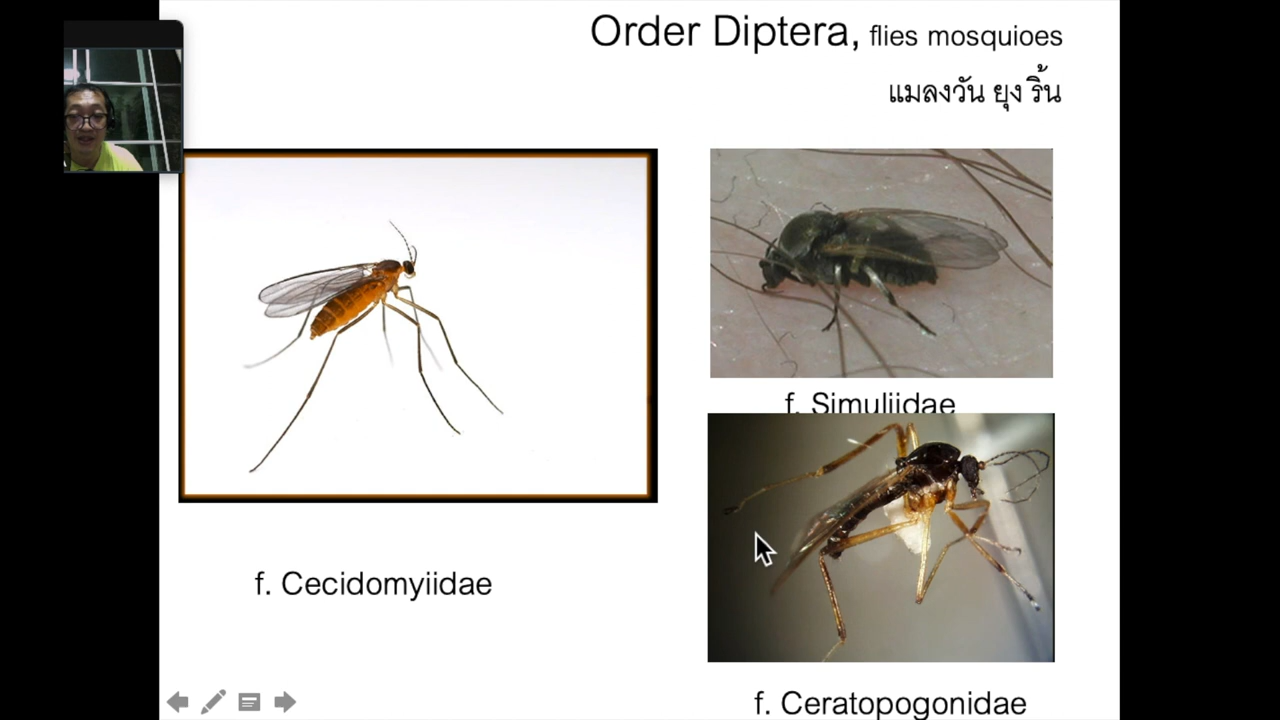 Order Diptera, flies mosquioes
แมลงวัน ยุง ริ้น
f. Simuliidae
f. Cecidomyiidae
f. Ceratopogonidae